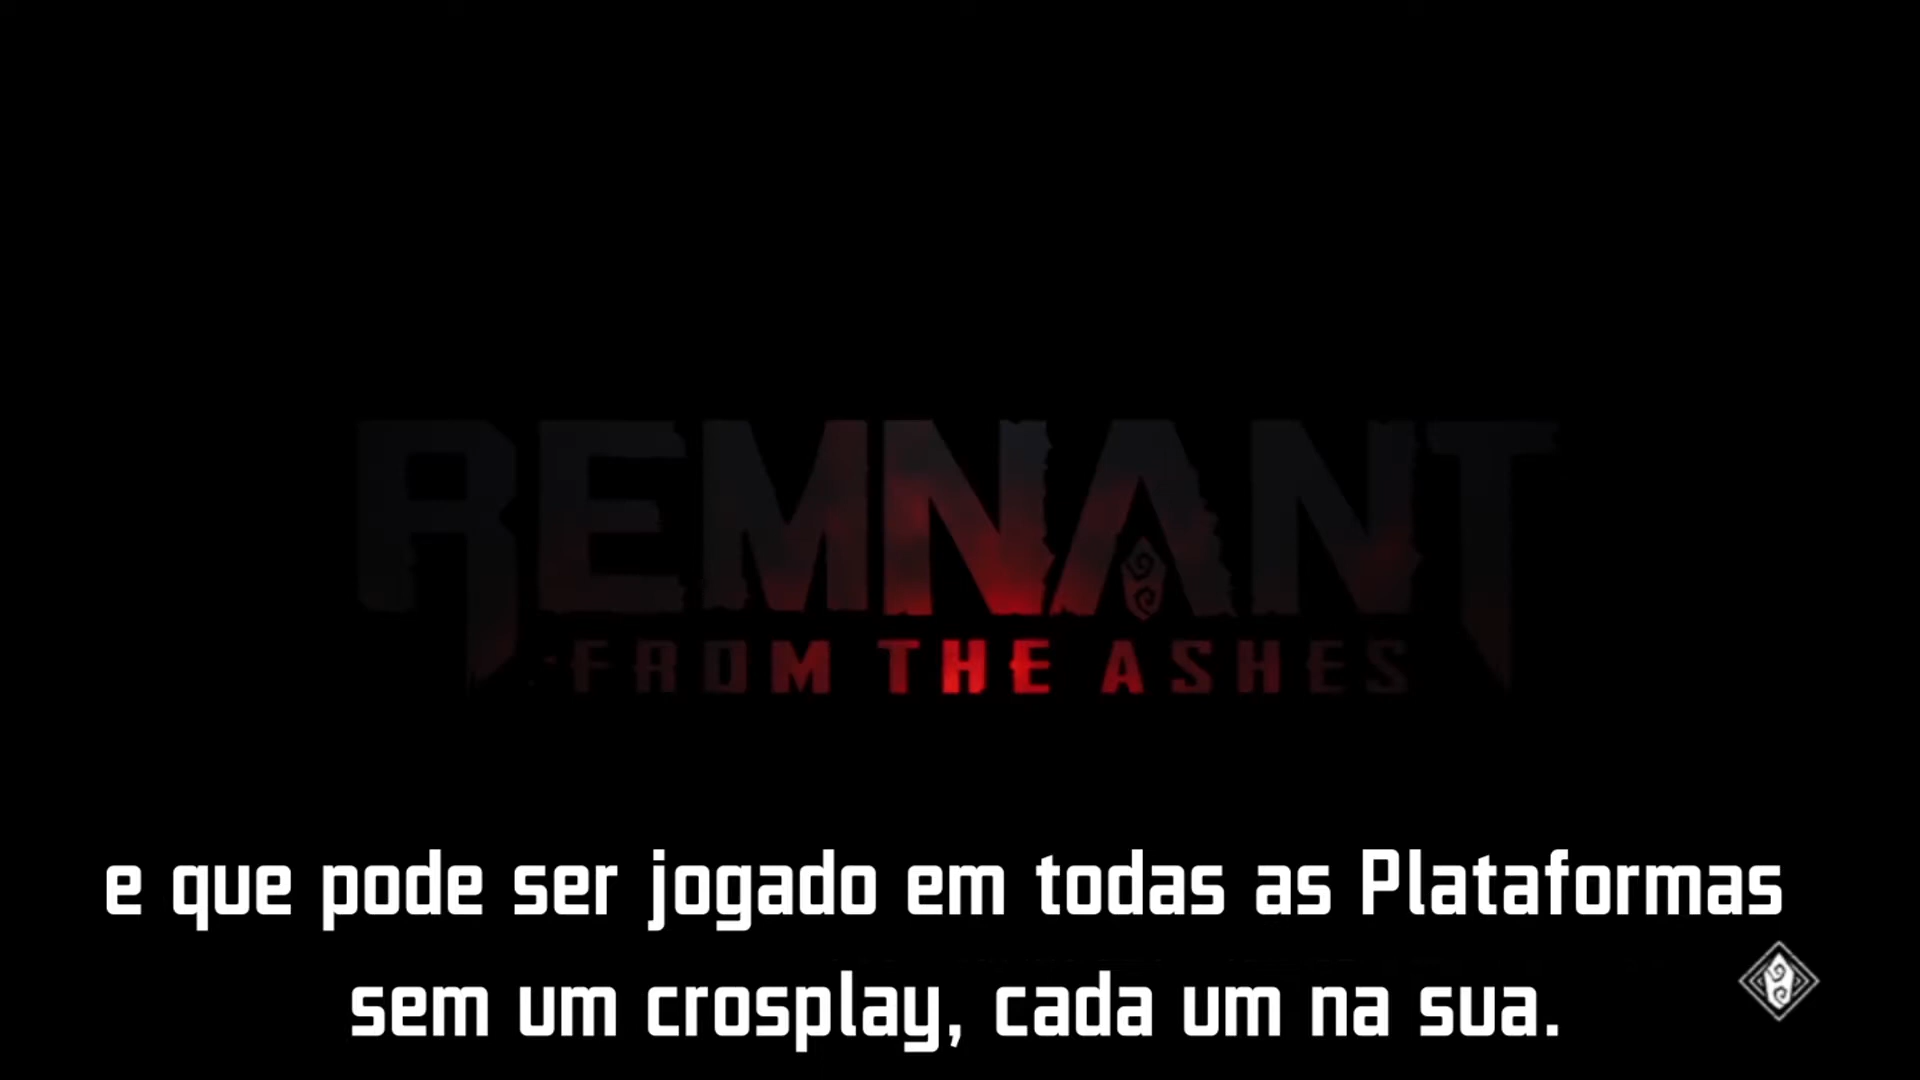 REMNANT
FROM THE ASHES
e que pode ser jogado em todas as Plataformas
sem um crosplay, cada um na sua.